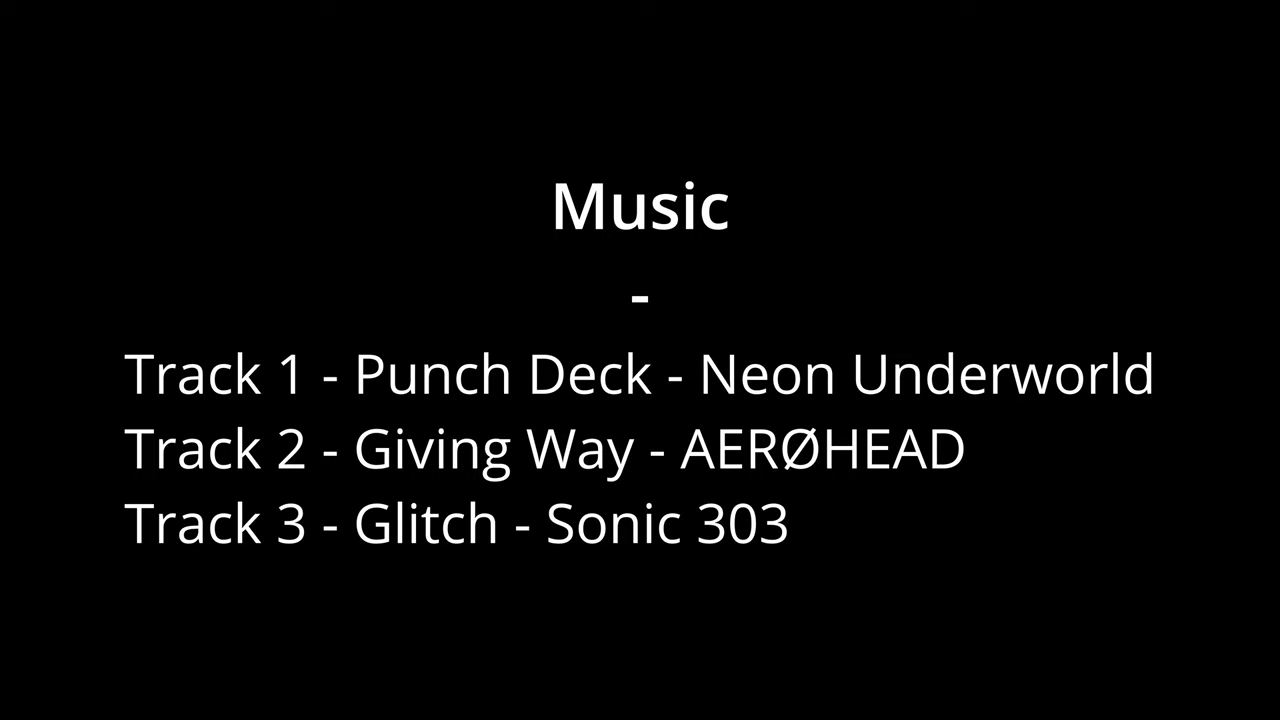 Music
-
Track 1 - Punch Deck - Neon Underworld
Track 2 - Giving Way - AERØHEAD
Track 3 - Glitch - Sonic 303